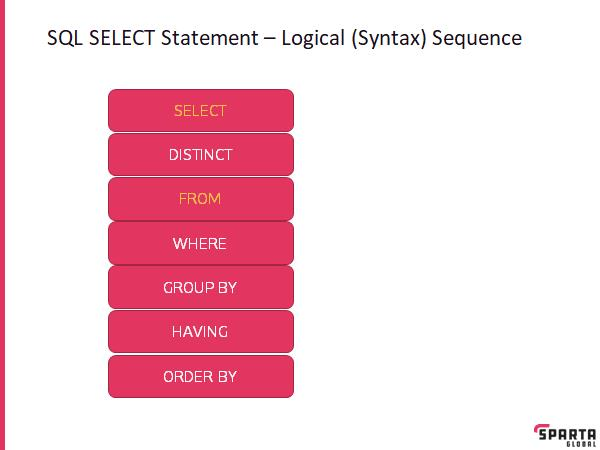 SQL SELECT Statement – Logical (Syntax) Sequence
SELECT
DISTINCT
FROM
WHERE
GROUP BY
HAVING
ORDER BY
SPARTA
GLOBAL